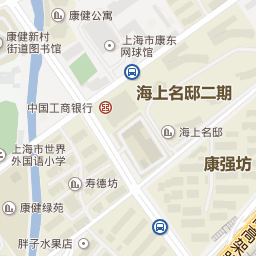 康健公寓
康健新村
街道图书馆
上海市康东
网球馆
海上名邸二期
中国工商银行
海上名邸
康强坊
上海市世界
外国语小学
寿德坊
康健绿苑
胖子水果店